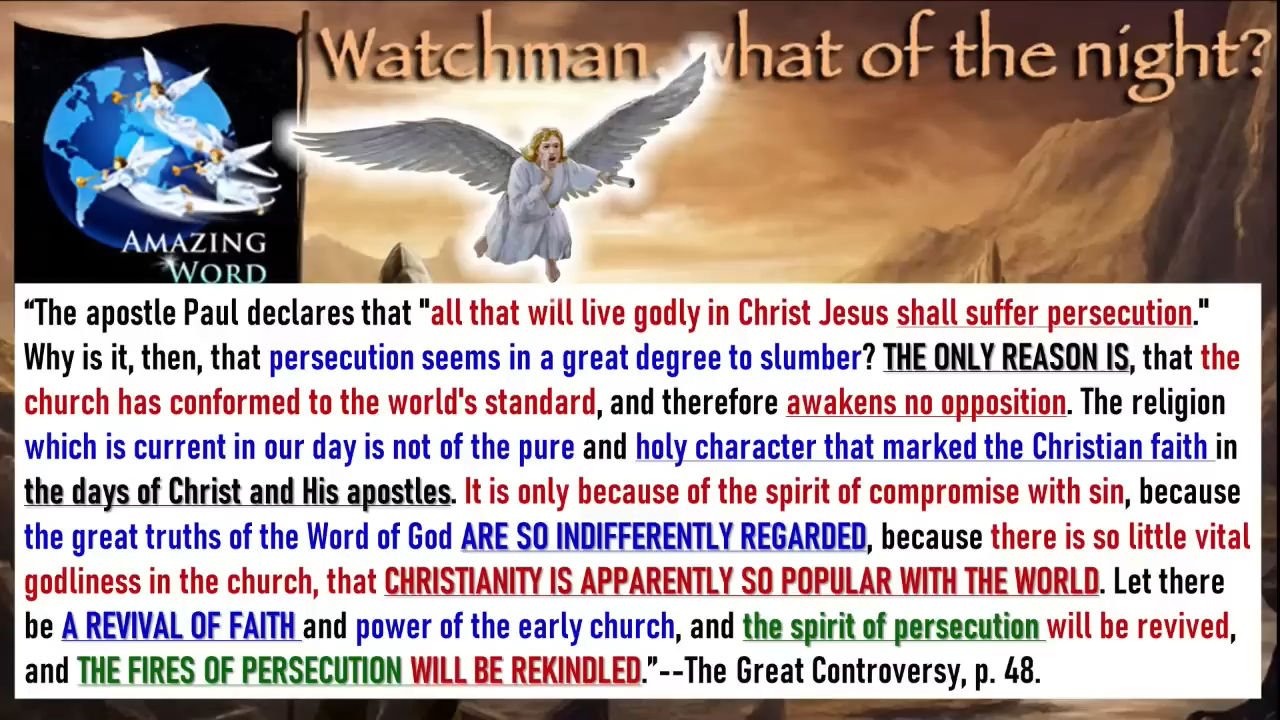 Watchman, what of the night?
AMAZING
WORD
“The apostle Paul declares that "all that will live godly in Christ Jesus shall suffer persecution."
Why is it, then, that persecution seems in a great degree to slumber? THE ONLY REASON IS, that the
church has conformed to the world's standard, and therefore awakens no opposition. The religion
which is current in our day is not of the pure and holy character that marked the Christian faith in
the days of Christ and His apostles. It is only because of the spirit of compromise with sin, because
the great truths of the Word of God ARE SO INDIFFERENTLY REGARDED, because there is so little vital
godliness in the church, that CHRISTIANITY IS APPARENTLY SO POPULAR WITH THE WORLD. Let there
be A REVIVAL OF FAITH and power of the early church, and the spirit of persecution will be revived,
and THE FIRES OF PERSECUTION WILL BE REKINDLED.”--The Great Controversy, p. 48.